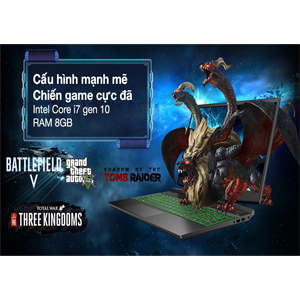 Cấu hình mạnh mẽ
Chiến game cực đã
Intel Core i7 gen 10
RAM 8GB
BATTLEFIELD
V
grand
theft
auto
SHADOW OF THE
TOMB RAIDER
TOTAL WAR
THREE KINGDOMS